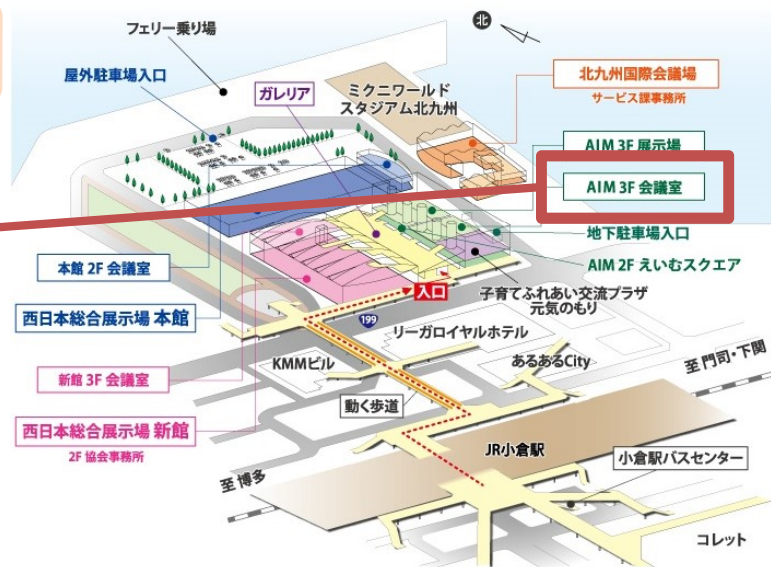 フェリー乗り場
北
屋外駐車場入口
ガレリア
ミクニワールド
スタジアム北九州
北九州国際会議場
サービス課事務所
AIM 3F 展示場
AIM 3F 会議室
地下駐車場入口
AIM 2F えいむスクエア
本館 2F 会議室
西日本総合展示場 本館
入口
子育てふれあい交流プラザ
元気のもり
199
リーガロイヤルホテル
KMMビル
あるあるCity
至 門司・下関
新館 3F 会議室
動く歩道
西日本総合展示場 新館
2F 協会事務所
JR小倉駅
小倉駅バスセンター
至 博多
コレット